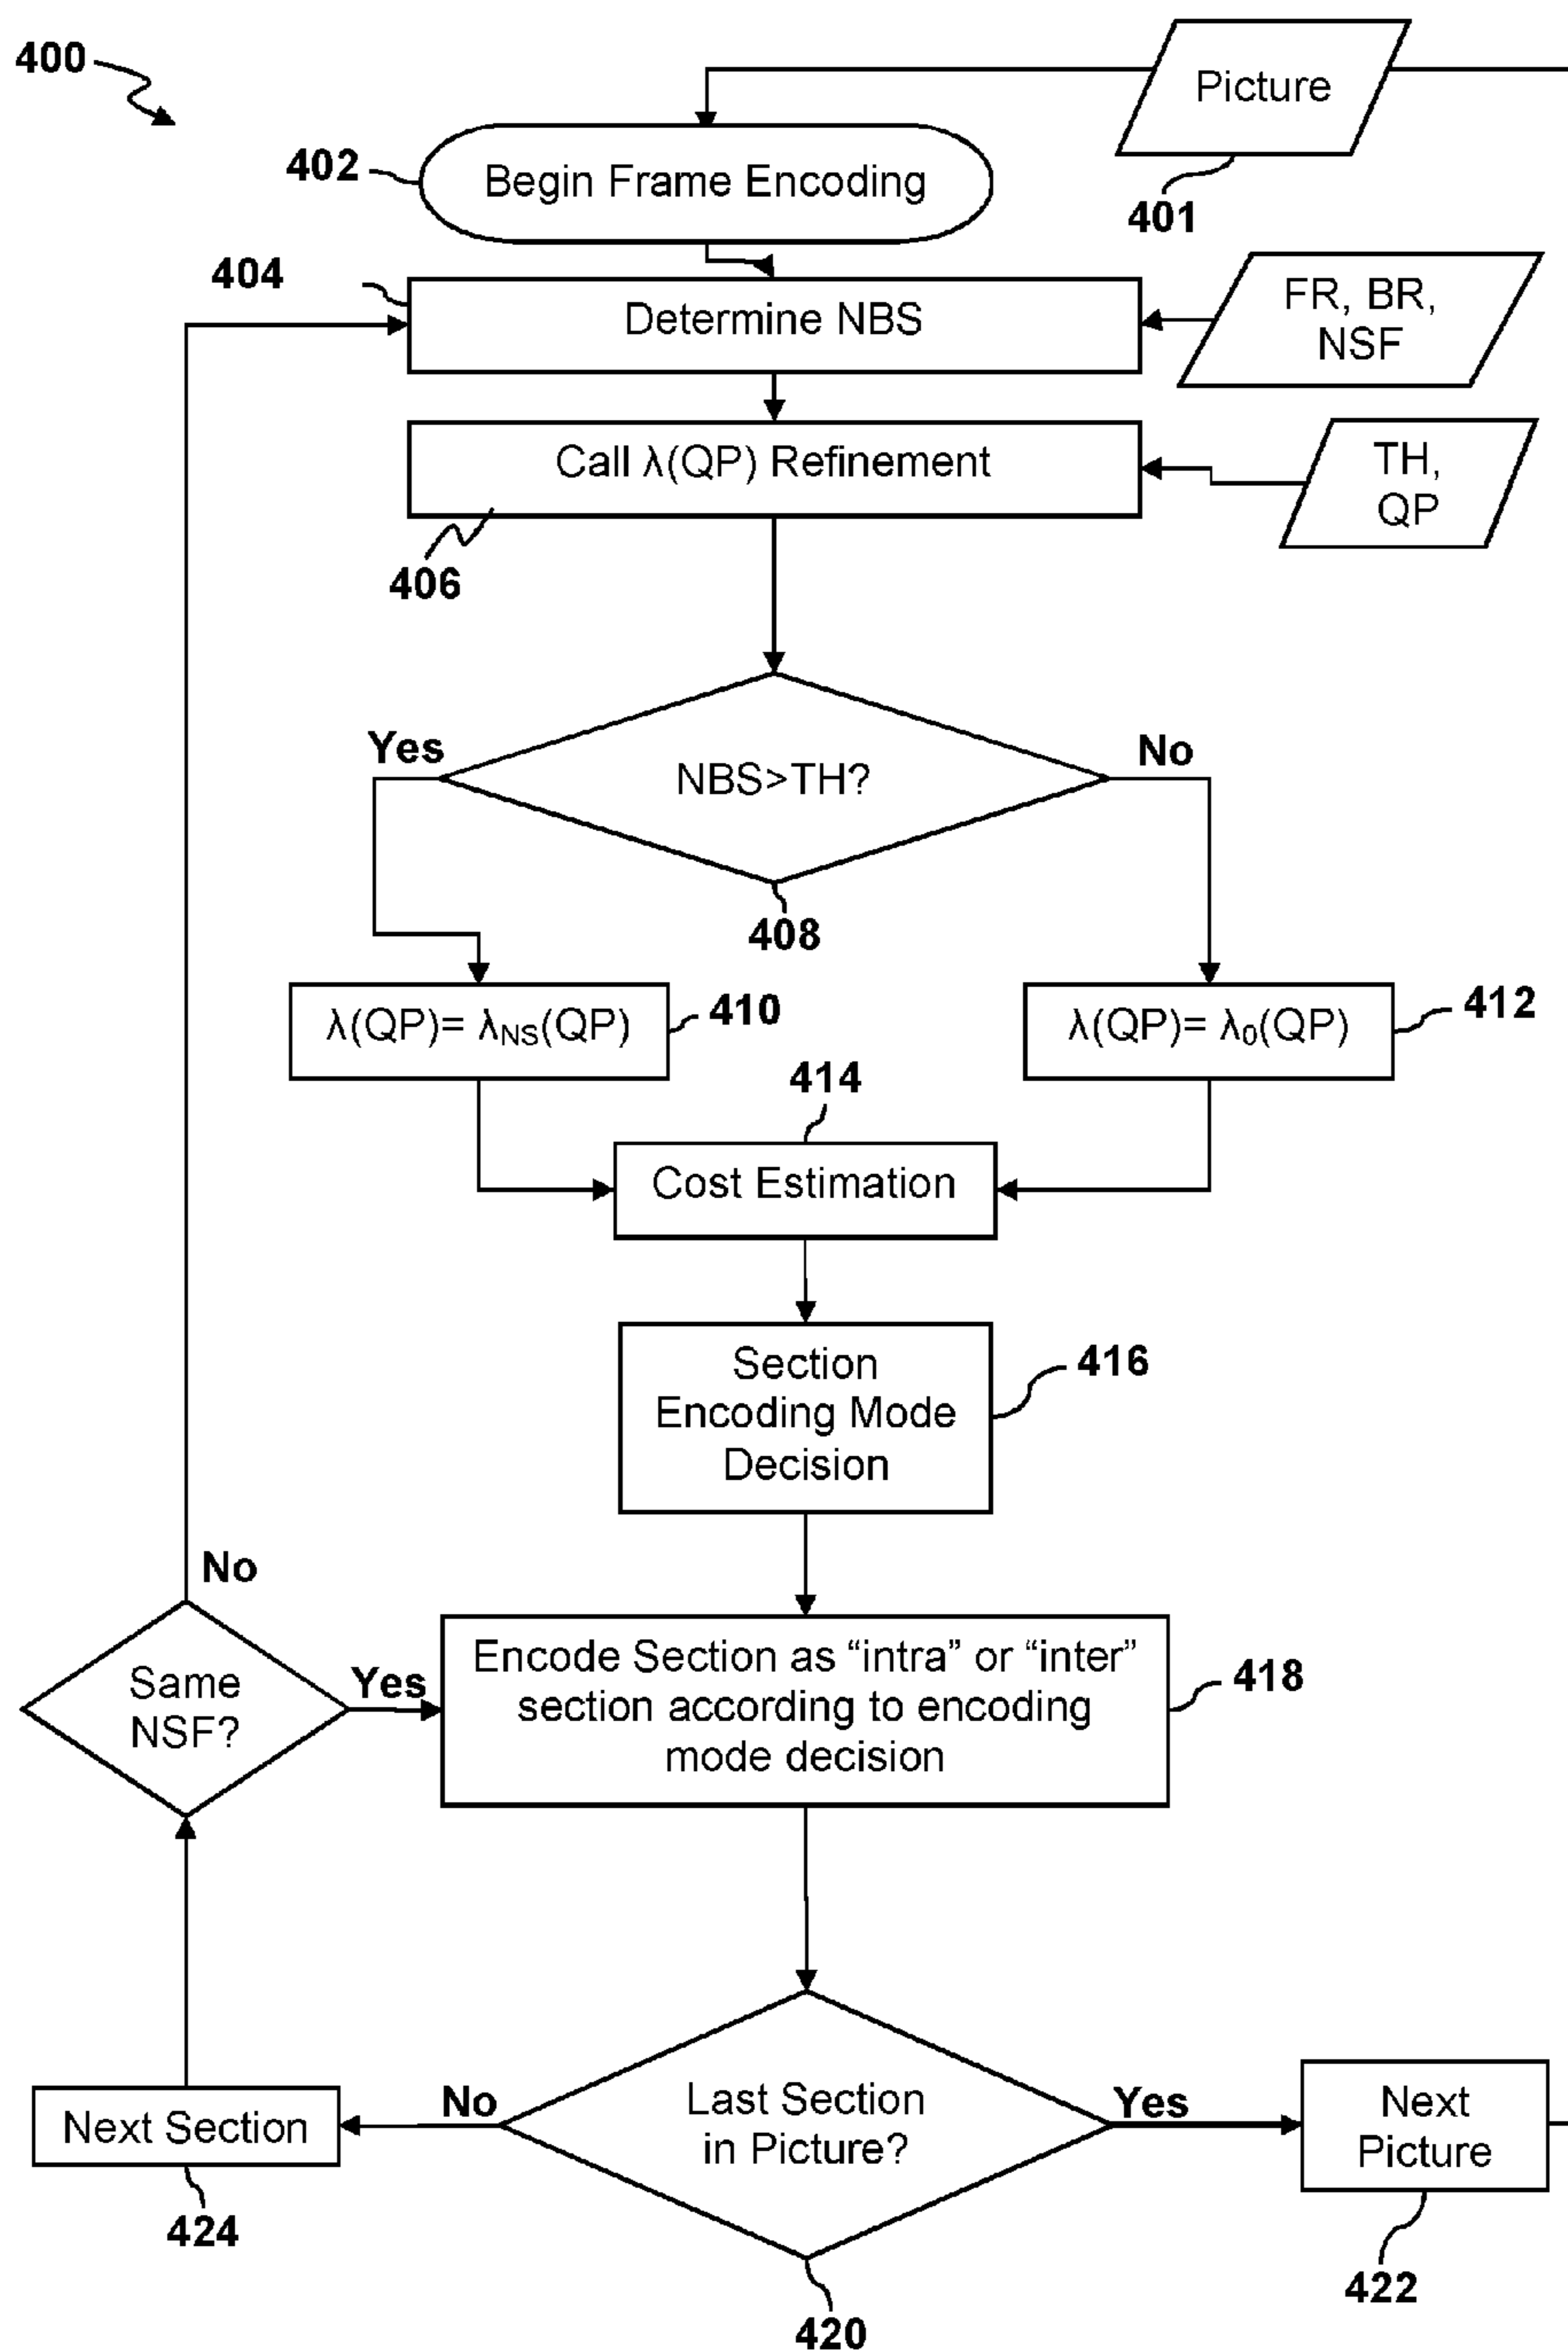 400
Picture
401
402
Begin Frame Encoding
404
Determine NBS
FR, BR,
NSF
Call λ(QP) Refinement
TH,
QP
406
Yes
No
NBS>TH?
408
λ(QP)= λNS(QP)
410
λ(QP)= λ0(QP)
412
414
Cost Estimation
Section
Encoding Mode
Decision
416
No
Same
NSF?
Yes
Encode Section as “intra” or “inter”
section according to encoding
mode decision
418
Last Section
in Picture?
No
Yes
Next Section
Next
Picture
424
422
420